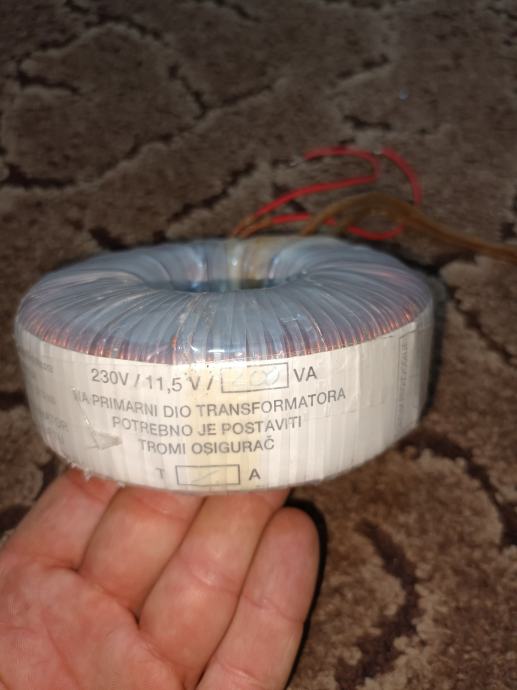 230V / 11,5 V / 200 VA
NA PRIMARNI DIO TRANSFORMATORA
POTREBNO JE POSTAVITI
TROMI OSIGURAČ
T A